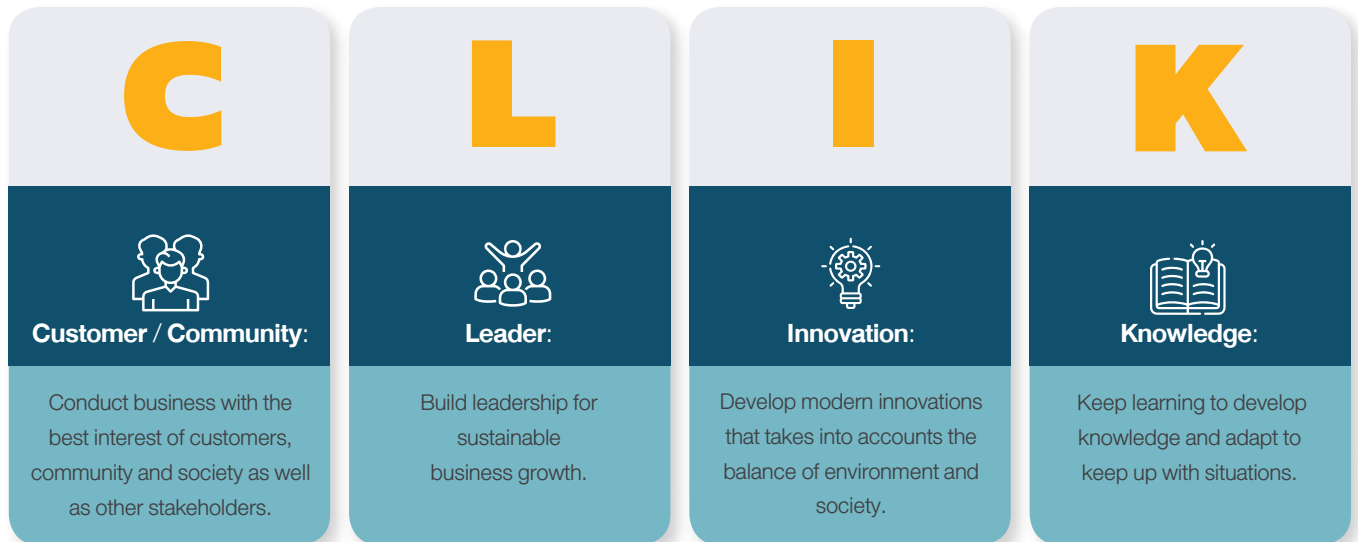 C
Customer / Community:
Conduct business with the
best interest of customers,
community and society as well
as other stakeholders.
L
Leader:
Build leadership for
sustainable
business growth.
I
Innovation:
Develop modern innovations
that takes into accounts the
balance of environment and
society.
K
Knowledge:
Keep learning to develop
knowledge and adapt to
keep up with situations.